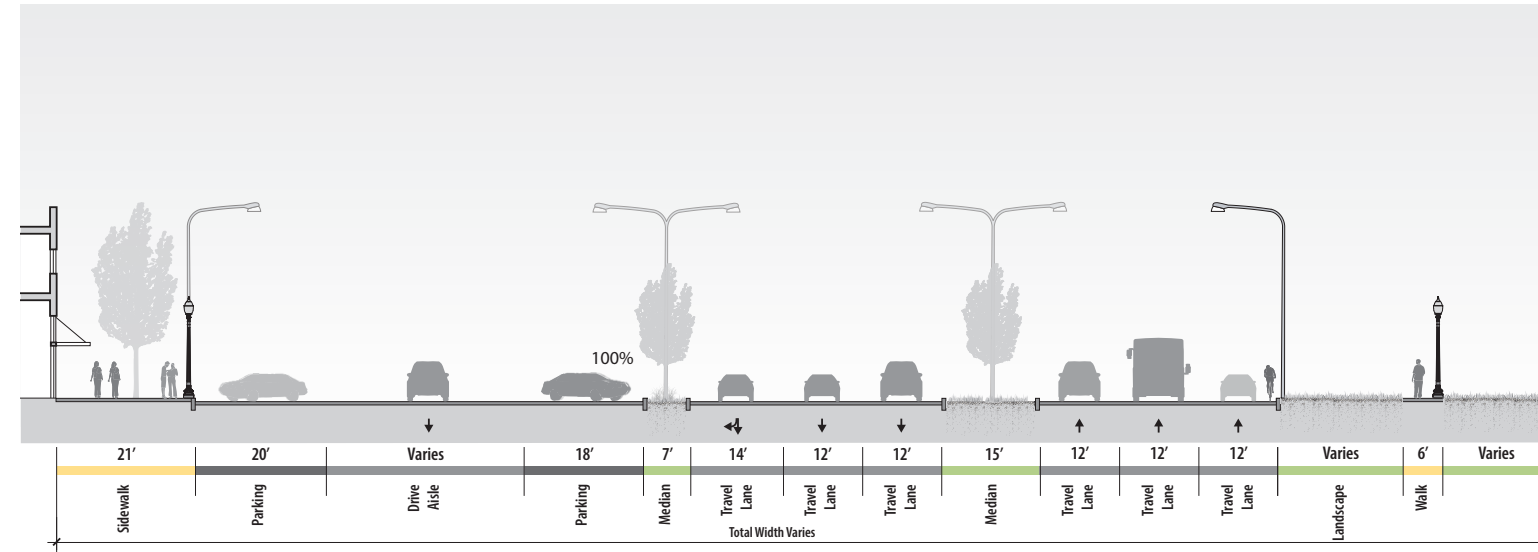 100%
21’ 20’ Varies 18’ 7’ 14’ 12’ 12’ 15’ 12’ 12’ 12’ Varies 6’ Varies
Sidewalk
Parking
Drive
Aisle
Parking
Median
Travel
Lane
Travel
Lane
Travel
Lane
Median
Travel
Lane
Travel
Lane
Travel
Lane
Landscape
Walk
Total Width Varies